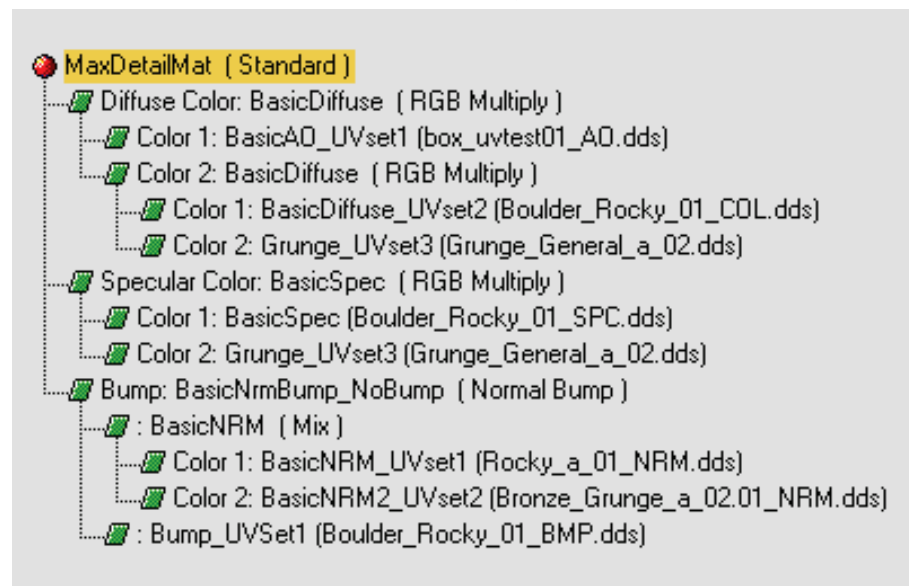 MaxDetailMat ( Standard )
Diffuse Color: BasicDiffuse ( RGB Multiply )
Color 1: BasicAO_UVset1 (box_uvtest01_AO.dds)
Color 2: BasicDiffuse ( RGB Multiply )
Color 1: BasicDiffuse_UVset2 (Boulder_Rocky_01_COL.dds)
Color 2: Grunge_UVset3 (Grunge_General_a_02.dds)
Specular Color: BasicSpec ( RGB Multiply )
Color 1: BasicSpec (Boulder_Rocky_01_SPC.dds)
Color 2: Grunge_UVset3 (Grunge_General_a_02.dds)
Bump: BasicNrmBump_NoBump ( Normal Bump )
: BasicNRM ( Mix )
Color 1: BasicNRM_UVset1 (Rocky_a_01_NRM.dds)
Color 2: BasicNRM2_UVset2 (Bronze_Grunge_a_02.01_NRM.dds)
: Bump_UVSet1 (Boulder_Rocky_01_BMP.dds)